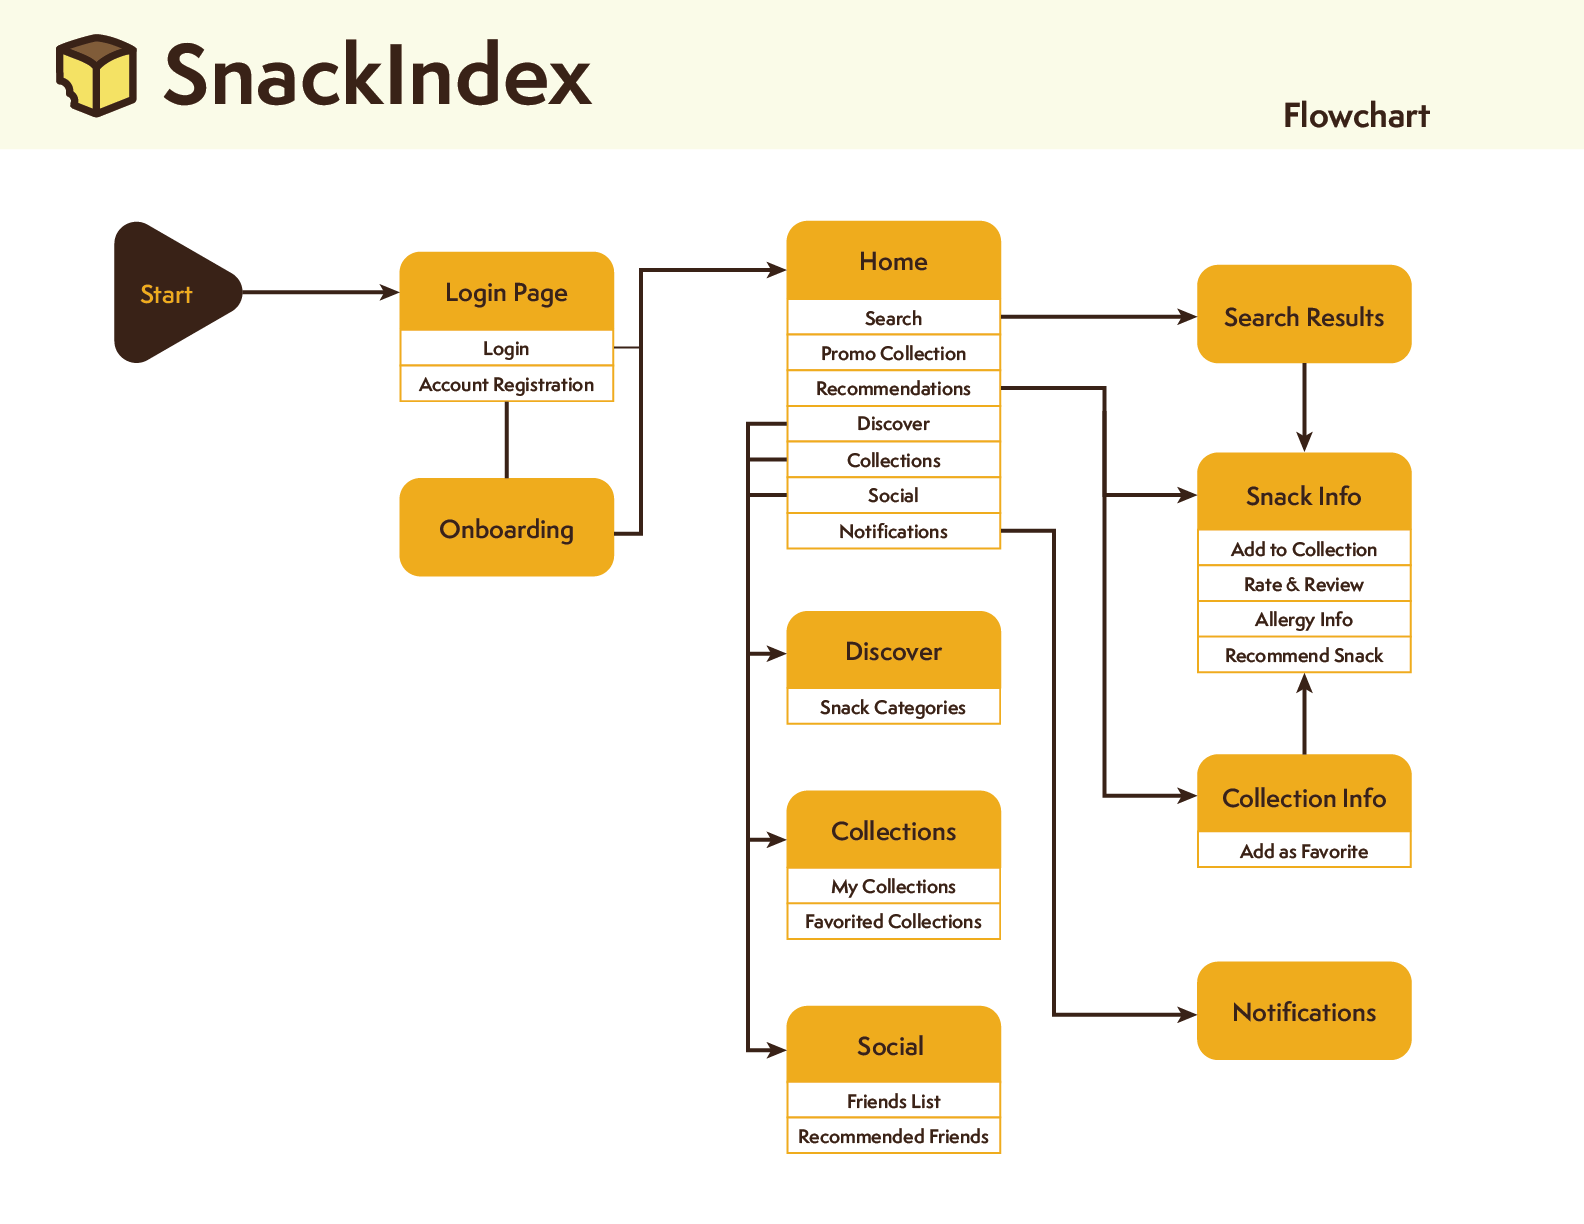 SnackIndex
Flowchart
Start
Login Page
Login
Account Registration
Onboarding
Home
Search
Promo Collection
Recommendations
Discover
Collections
Social
Notifications
Discover
Snack Categories
Collections
My Collections
Favorited Collections
Social
Friends List
Recommended Friends
Search Results
Snack Info
Add to Collection
Rate & Review
Allergy Info
Recommend Snack
Collection Info
Add as Favorite
Notifications